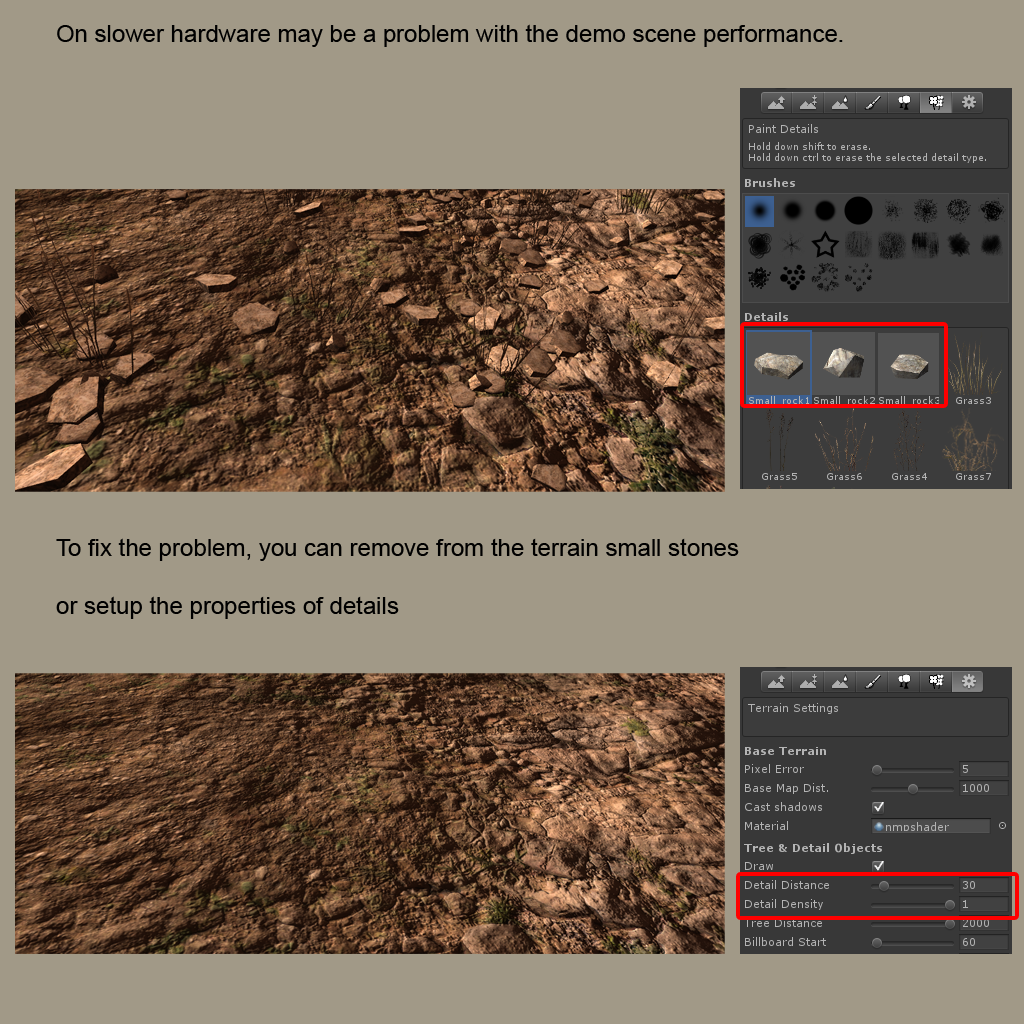 On slower hardware may be a problem with the demo scene performance.
Paint Details
Hold down shift to erase.
Hold down ctrl to erase the selected detail type.
Brushes
Details
Small_rock1 Small_rock2 Small_rock3 Grass3
Grass5 Grass6 Grass4 Grass7
To fix the problem, you can remove from the terrain small stones
or setup the properties of details
Terrain Settings
Base Terrain
Pixel Error 5
Base Map Dist. 1000
Cast shadows
Material nmpshader
Tree & Detail Objects
Draw
Detail Distance 30
Detail Density 1
Tree Distance 2000
Billboard Start 60